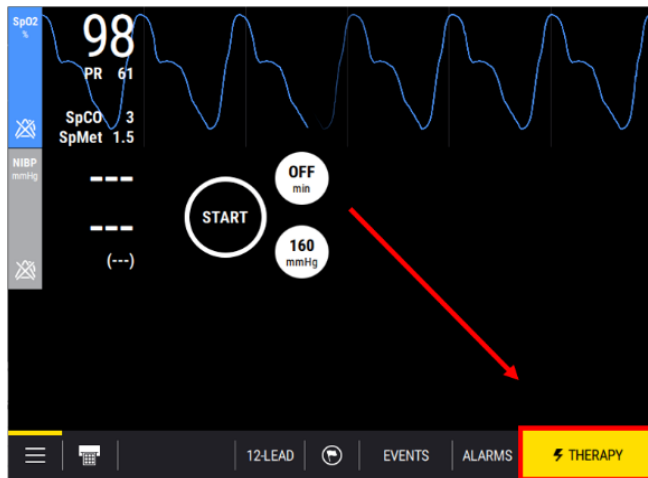 SpO2
%
98
PR 61
SpCO 3
SpMet 1.5
NIBP
mmHg
---
---
(---)
START
OFF
min
160
mmHg
12-LEAD
EVENTS
ALARMS
THERAPY